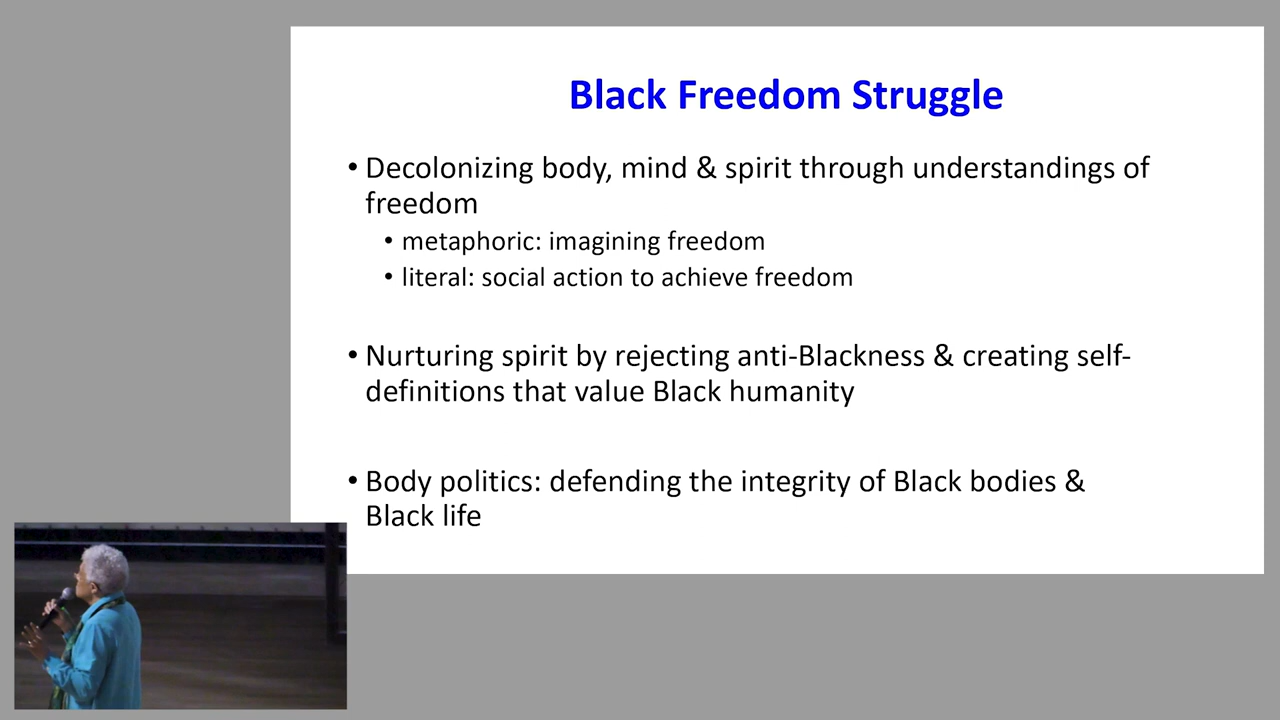 Black Freedom Struggle
• Decolonizing body, mind & spirit through understandings of
freedom
• metaphoric: imagining freedom
• literal: social action to achieve freedom
• Nurturing spirit by rejecting anti-Blackness & creating self-
definitions that value Black humanity
• Body politics: defending the integrity of Black bodies &
Black life